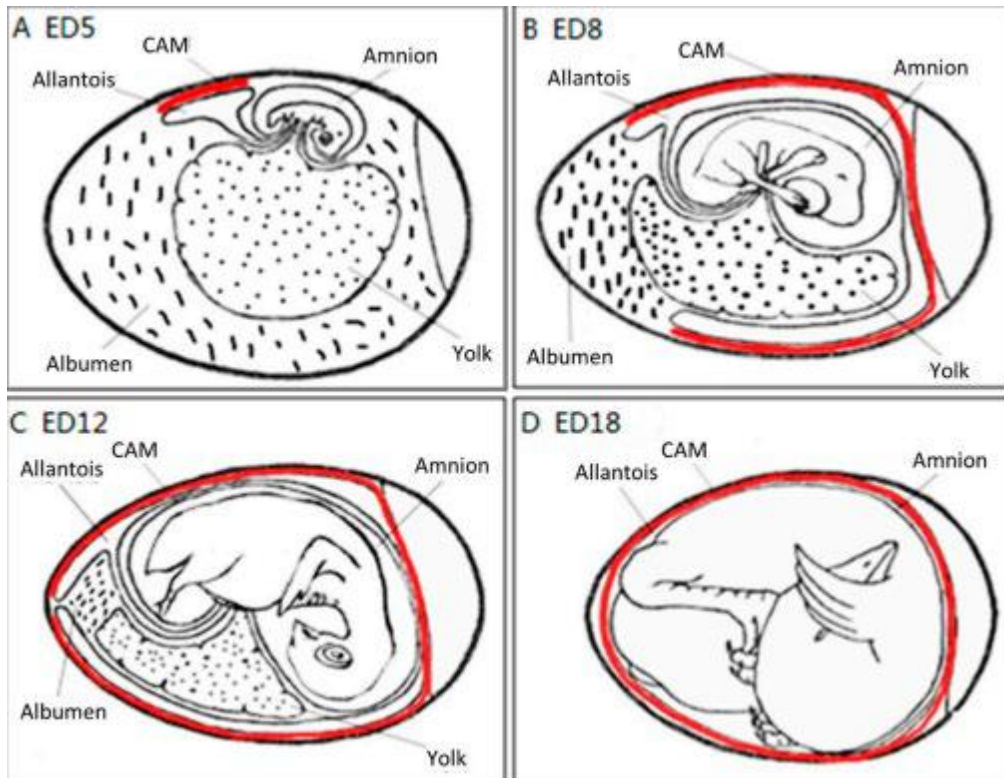 A ED5
CAM
Allantois
Amnion
Albumen
Yolk
B ED8
CAM
Allantois
Amnion
Albumen
Yolk
C ED12
CAM
Allantois
Amnion
Albumen
Yolk
D ED18
CAM
Allantois
Amnion